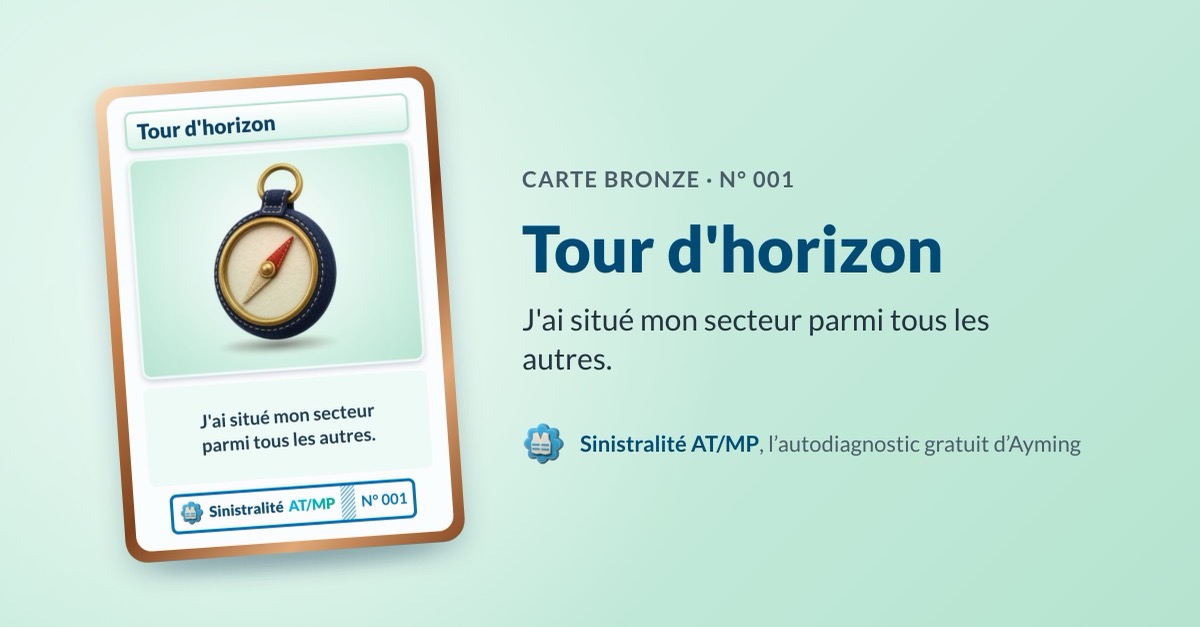 Tour d'horizon
J'ai situé mon secteur
parmi tous les autres.
Sinistralité AT/MP N° 001
CARTE BRONZE · N° 001
Tour d'horizon
J'ai situé mon secteur parmi tous les
autres.
Sinistralité AT/MP, l’autodiagnostic gratuit d’Ayming